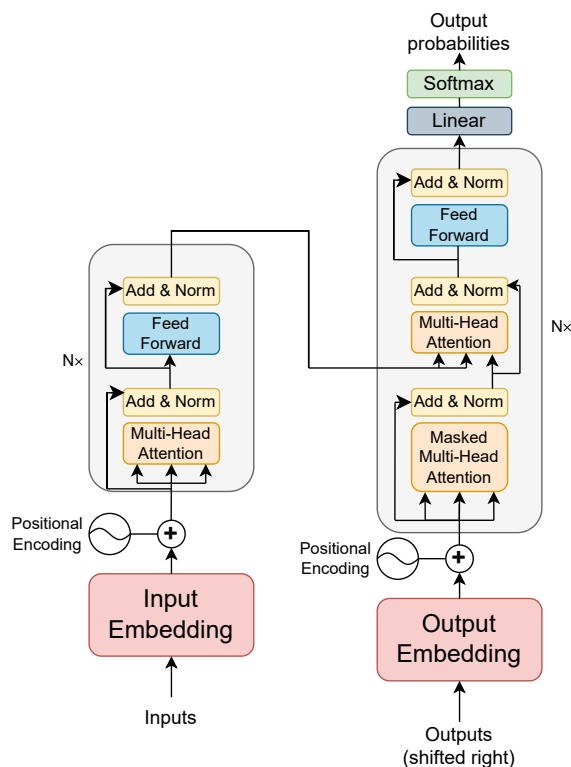 Output
probabilities
Softmax
Linear
Add & Norm
Feed
Forward
Add & Norm
Multi-Head
Attention
N×
Add & Norm
Masked
Multi-Head
Attention
Positional
Encoding
+
Output
Embedding
Outputs
(shifted right)
Add & Norm
Feed
Forward
N×
Add & Norm
Multi-Head
Attention
Positional
Encoding
+
Input
Embedding
Inputs